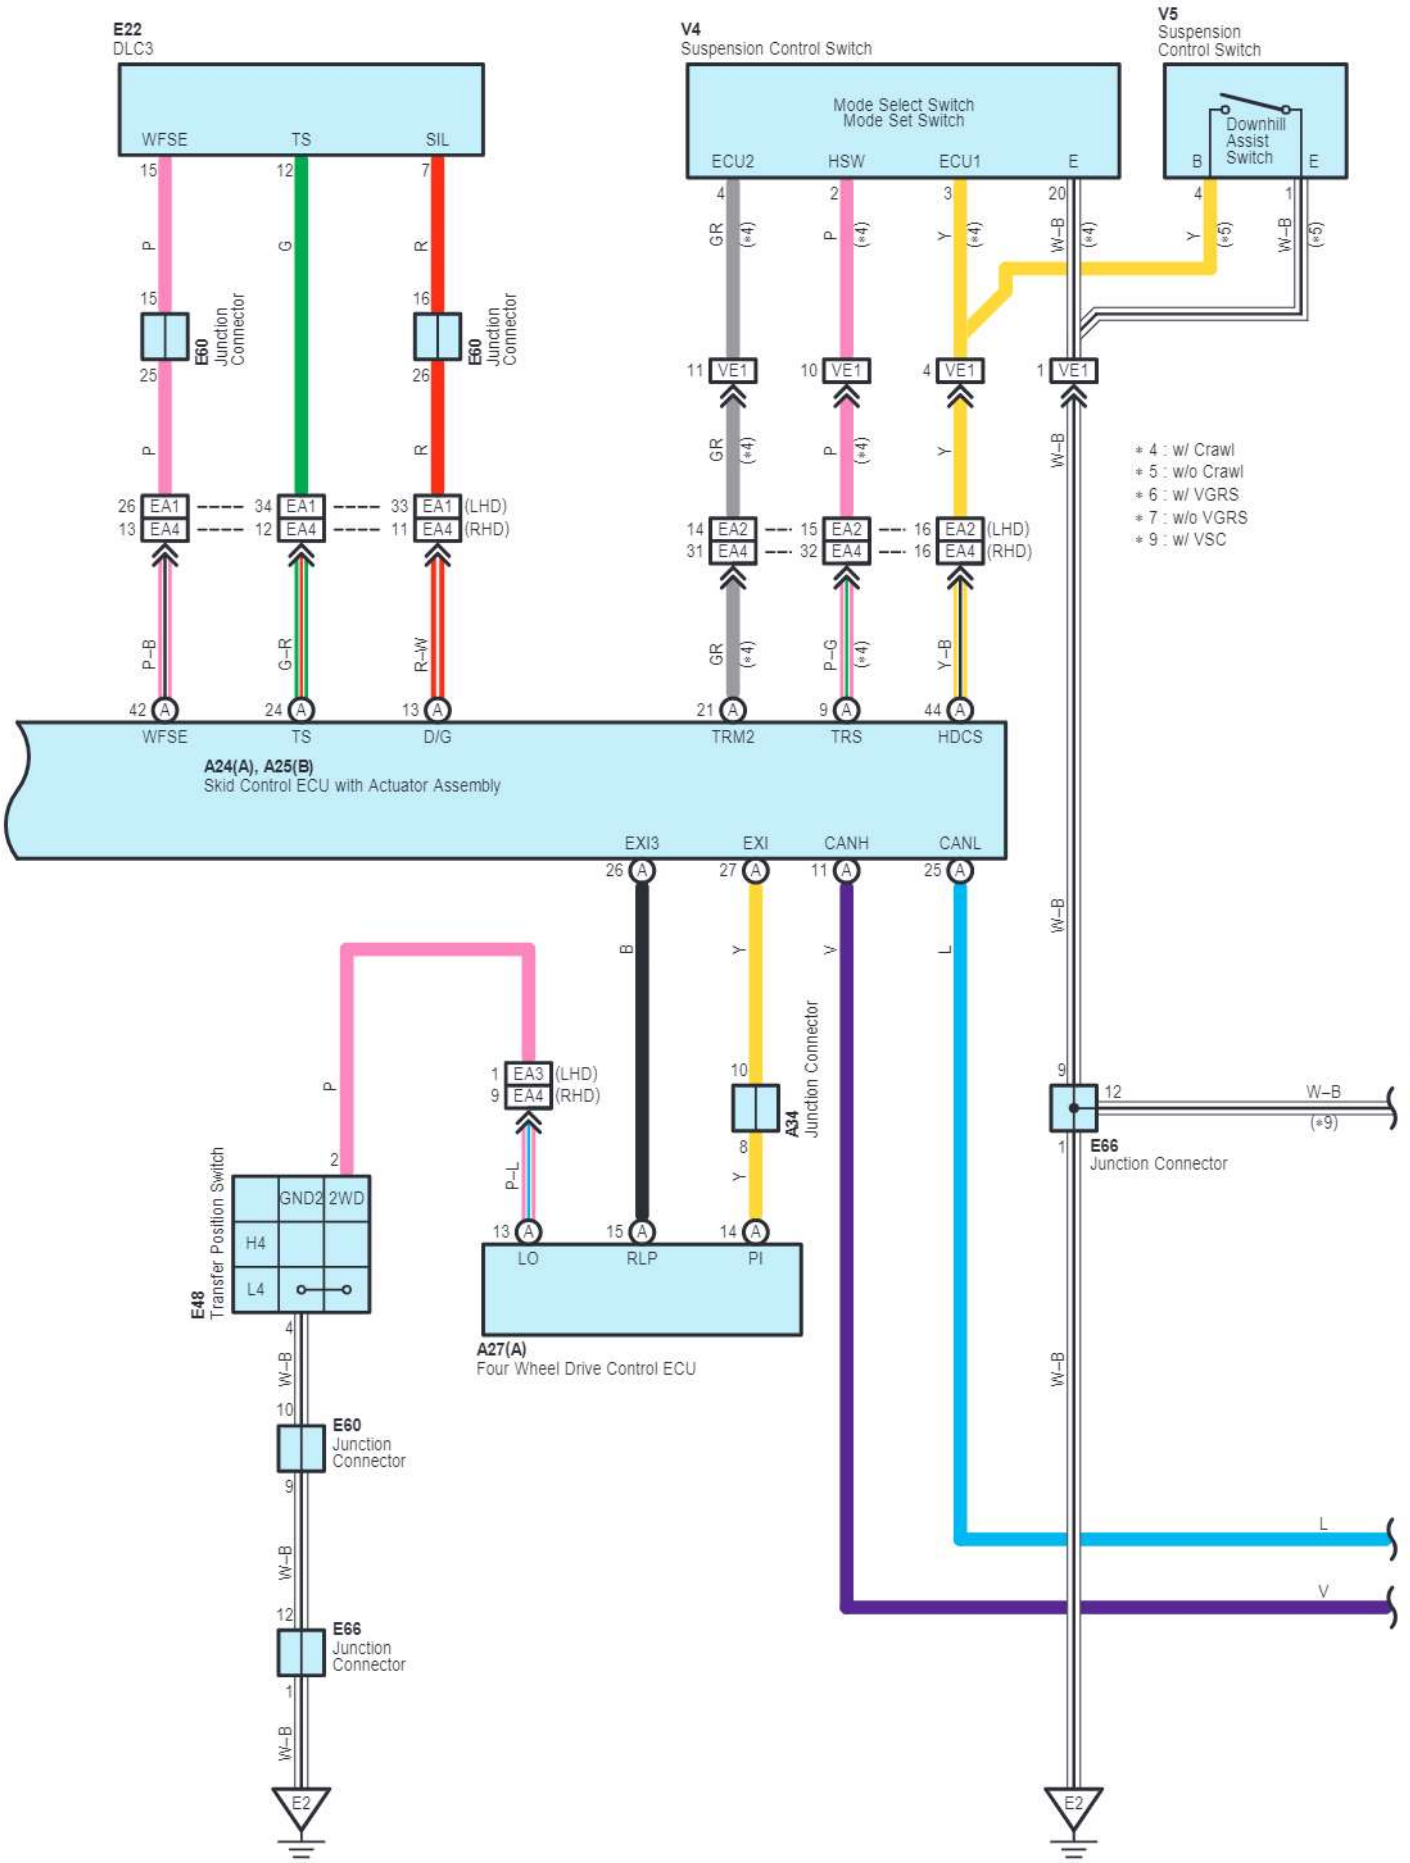 E22
DLC3
WFSE TS SIL
15 12 7
P G R
15 16
E60
Junction
Connector
E60
Junction
Connector
25 26
P R
26 EA1 34 EA1 33 EA1 (LHD)
13 EA4 12 EA4 11 EA4 (RHD)
P–B G–R R–W
42 A 24 A 13 A
V4
Suspension Control Switch
Mode Select Switch
Mode Set Switch
ECU2 HSW ECU1 E
4 2 3 20
GR (*4) P (*4) Y (*4) W–B (*4)
V5
Suspension
Control Switch
Downhill
Assist
Switch
B E
4 1
Y (*5) W–B (*5)
11 VE1 10 VE1 4 VE1 1 VE1
GR (*4) P (*4) Y W–B
* 4 : w/ Crawl
* 5 : w/o Crawl
* 6 : w/ VGRS
* 7 : w/o VGRS
* 9 : w/ VSC
14 EA2 15 EA2 16 EA2 (LHD)
31 EA4 32 EA4 16 EA4 (RHD)
GR (*4) P–G (*4) Y–B
21 A 9 A 44 A
WFSE TS D/G TRM2 TRS HDCS
A24(A), A25(B)
Skid Control ECU with Actuator Assembly
EXI3 EXI CANH CANL
26 A 27 A 11 A 25 A
B Y V L
W–B
P
1 EA3 (LHD)
9 EA4 (RHD)
P–L
10
A34
Junction Connector
8
Y
13 A 15 A 14 A
LO RLP PI
A27(A)
Four Wheel Drive Control ECU
2
E48
Transfer Position Switch
GND2 2WD
H4
L4
4
W–B
10
E60
Junction
Connector
9
W–B
12
E66
Junction
Connector
1
W–B
E2
9
12
W–B
(*9)
1
E66
Junction Connector
W–B
L
V
E2